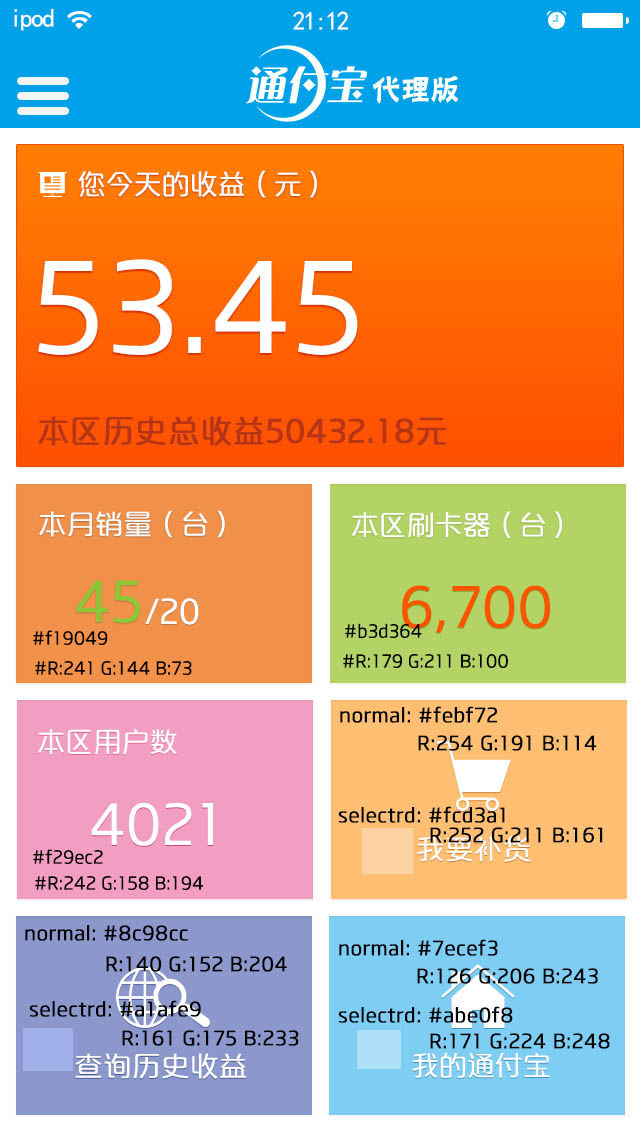 ipod
21:12
通付宝 代理版
您今天的收益（元）
53.45
本区历史总收益50432.18元
本月销量（台）
45/20
#f19049
#R:241 G:144 B:73
本区刷卡器（台）
6,700
#b3d364
#R:179 G:211 B:100
本区用户数
4021
#f29ec2
#R:242 G:158 B:194
normal: #febf72
R:254 G:191 B:114
selectrd: #fcd3a1
R:252 G:211 B:161
我要补货
normal: #8c98cc
R:140 G:152 B:204
selectrd: #a1afe9
R:161 G:175 B:233
查询历史收益
normal: #7ecef3
R:126 G:206 B:243
selectrd: #abe0f8
R:171 G:224 B:248
我的通付宝